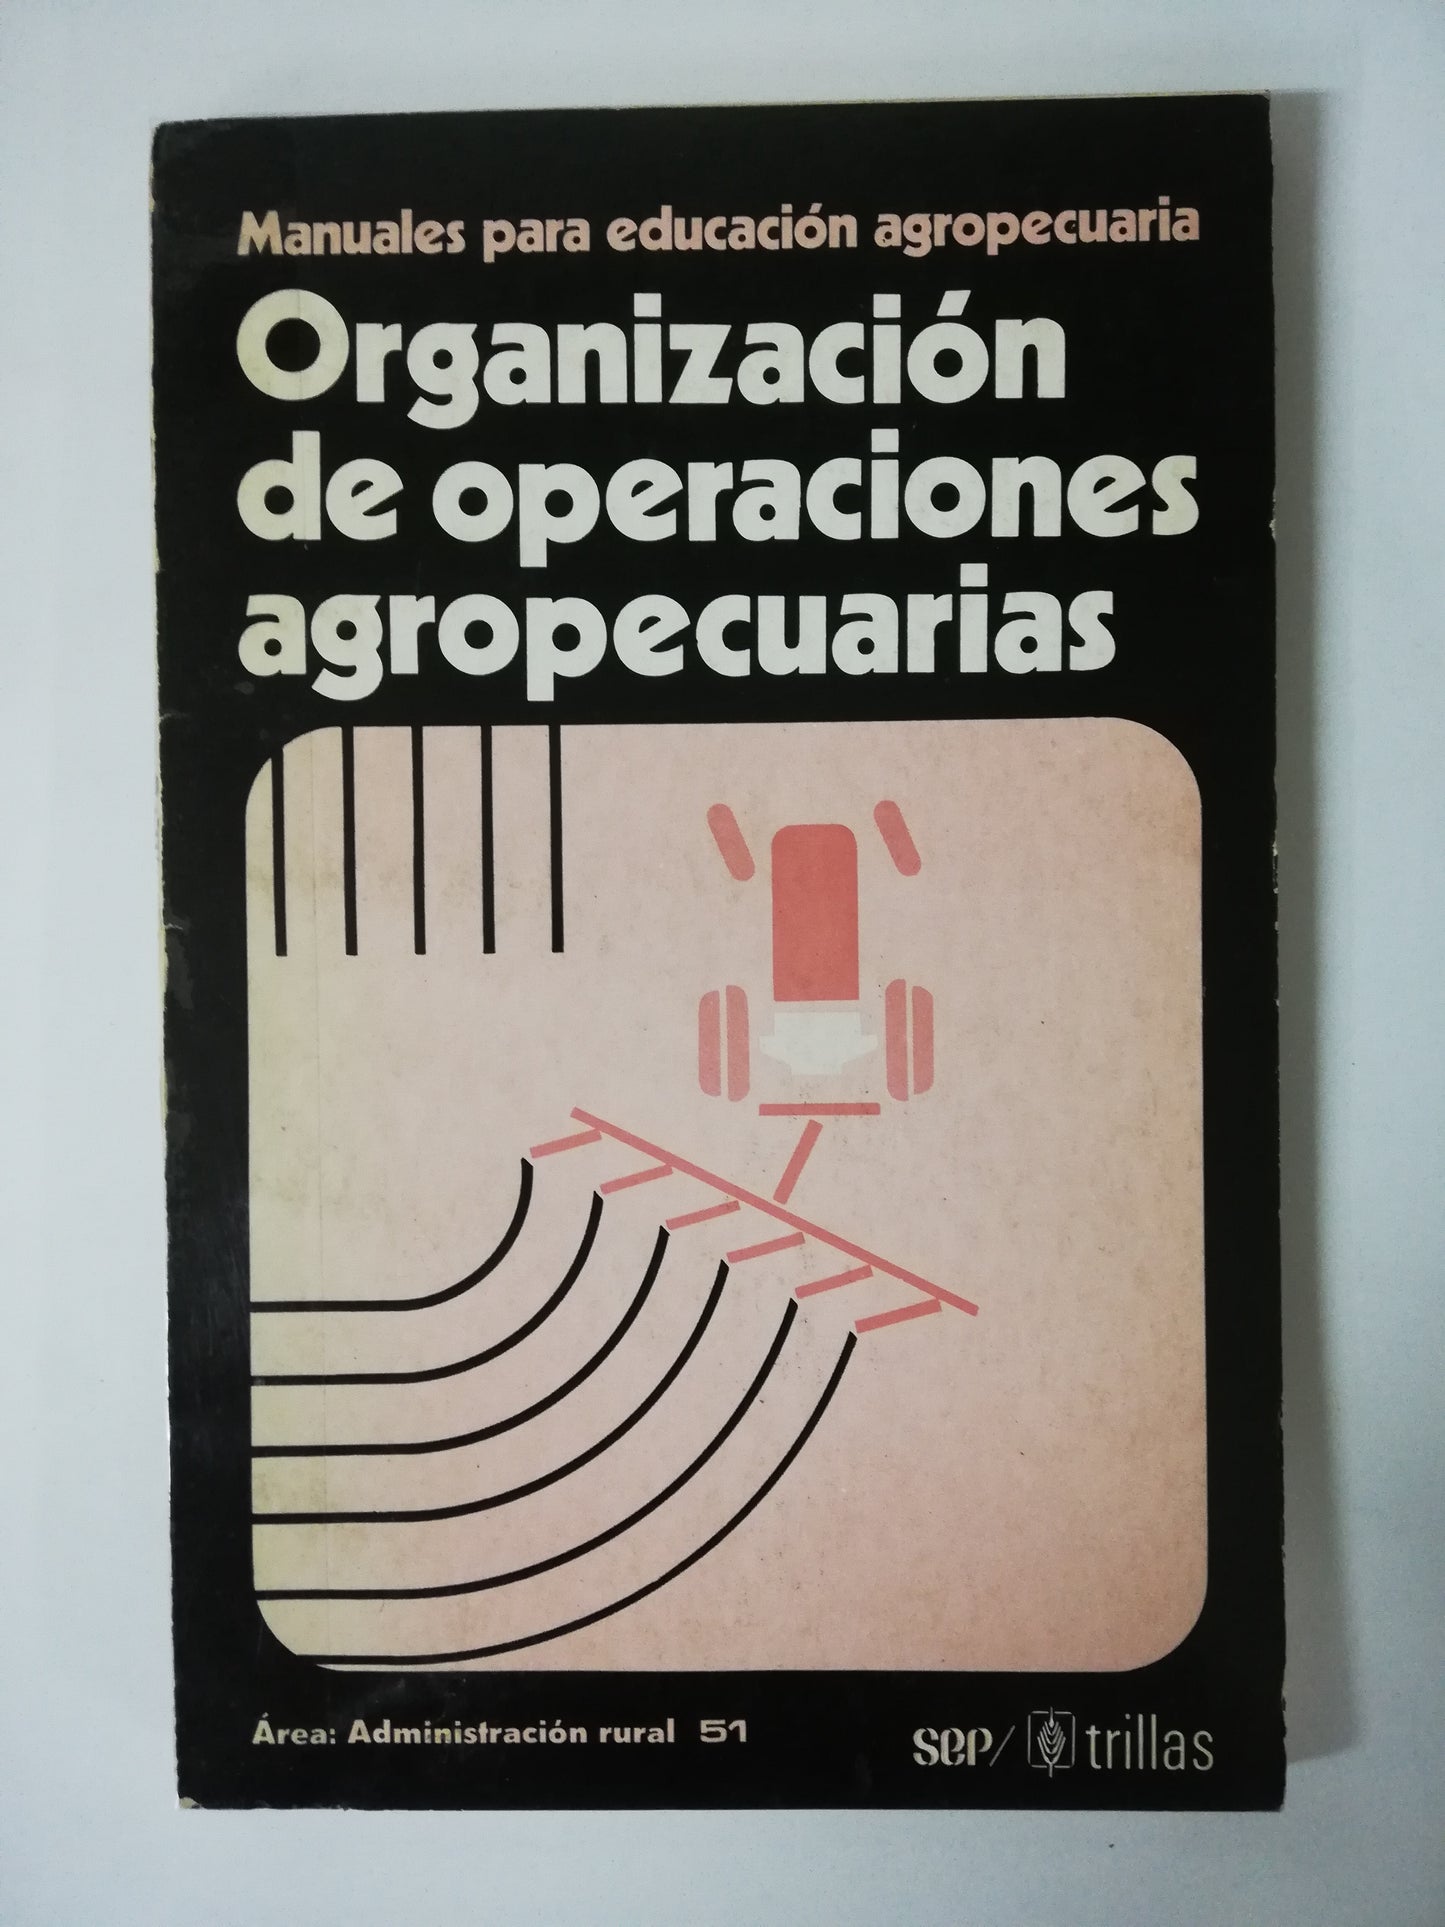 Manuales para educación agropecuaria
Organización
de operaciones
agropecuarias
Área: Administración rural 51
sep/ trillas